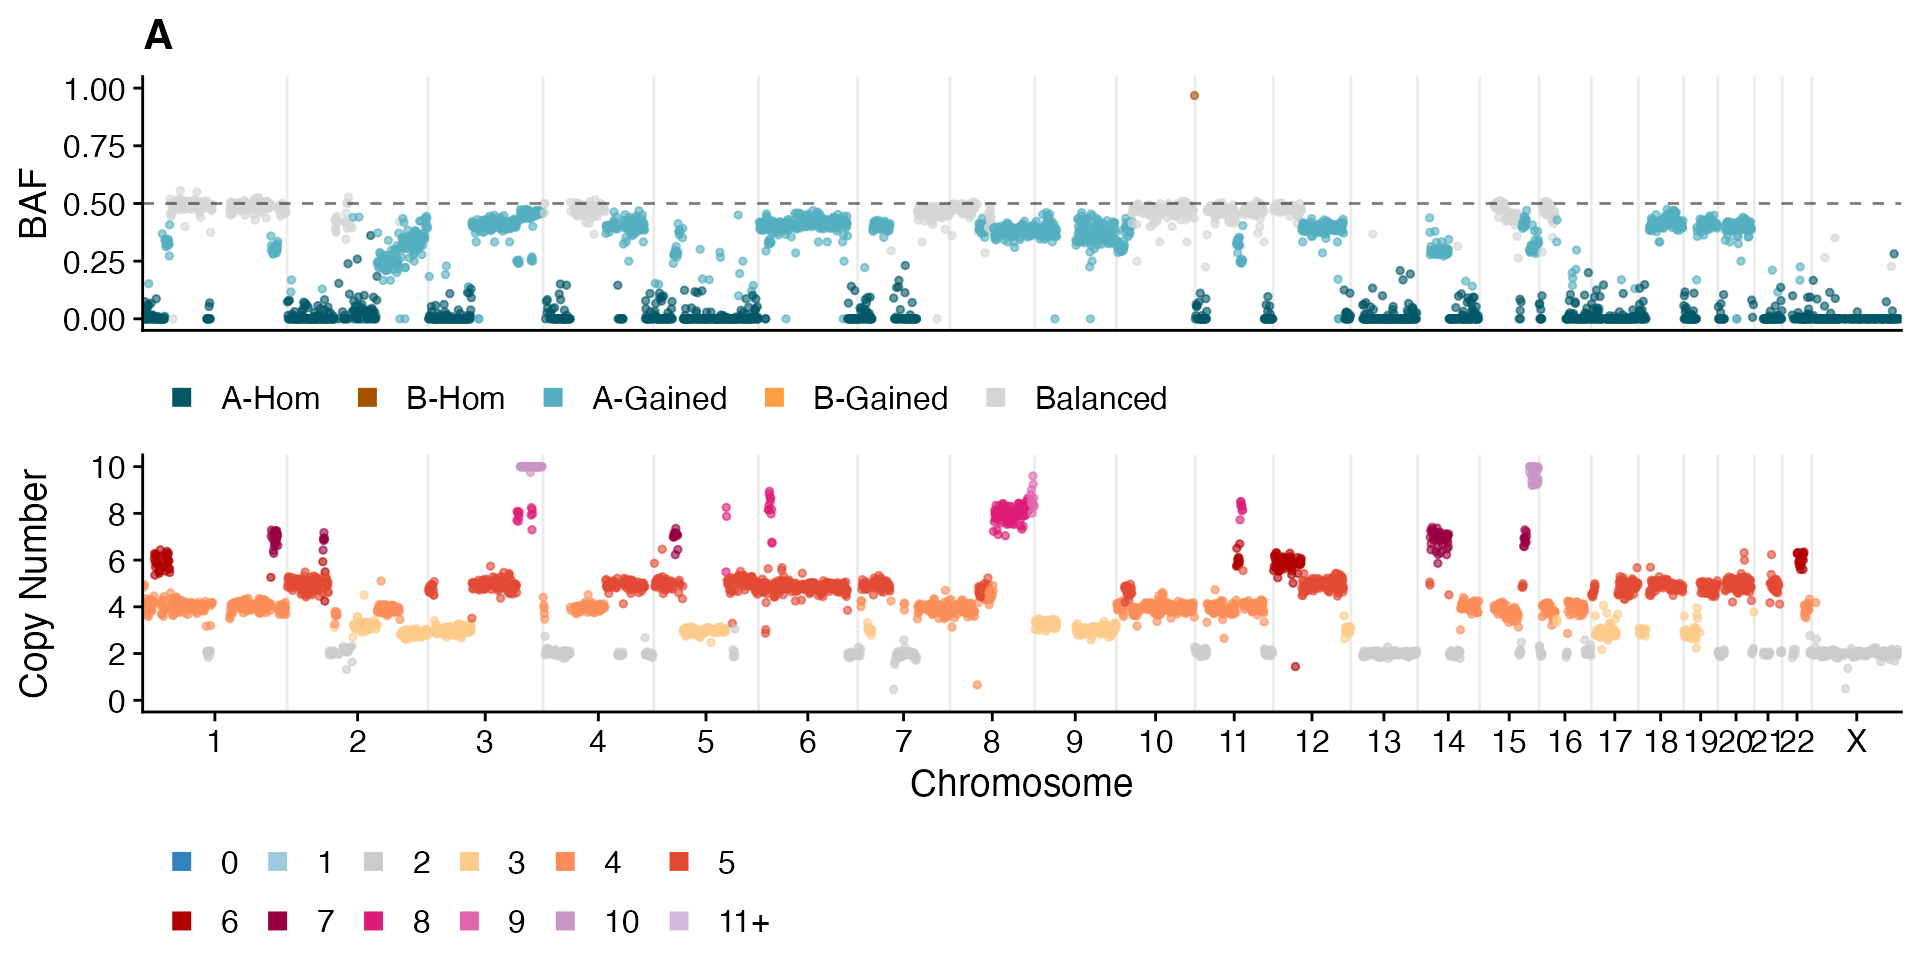 A
BAF
1.00
0.75
0.50
0.25
0.00
A-Hom B-Hom A-Gained B-Gained Balanced
Copy Number
10
8
6
4
2
0
1 2 3 4 5 6 7 8 9 10 11 12 13 14 15 16 17 18 19 20 21 22 X
Chromosome
0 1 2 3 4 5
6 7 8 9 10 11+